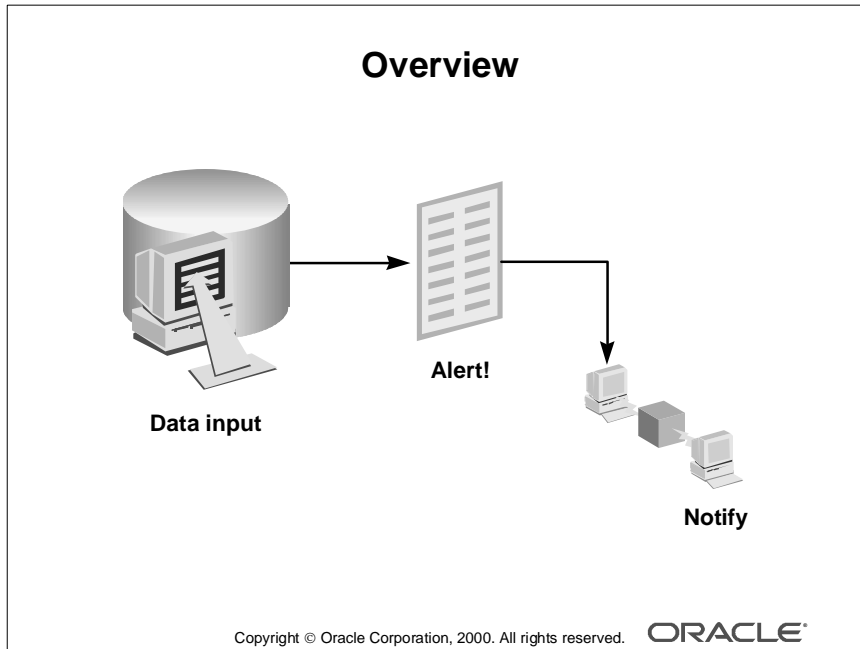 Overview
Alert!
Data input
Notify
Copyright © Oracle Corporation, 2000. All rights reserved. ORACLE®